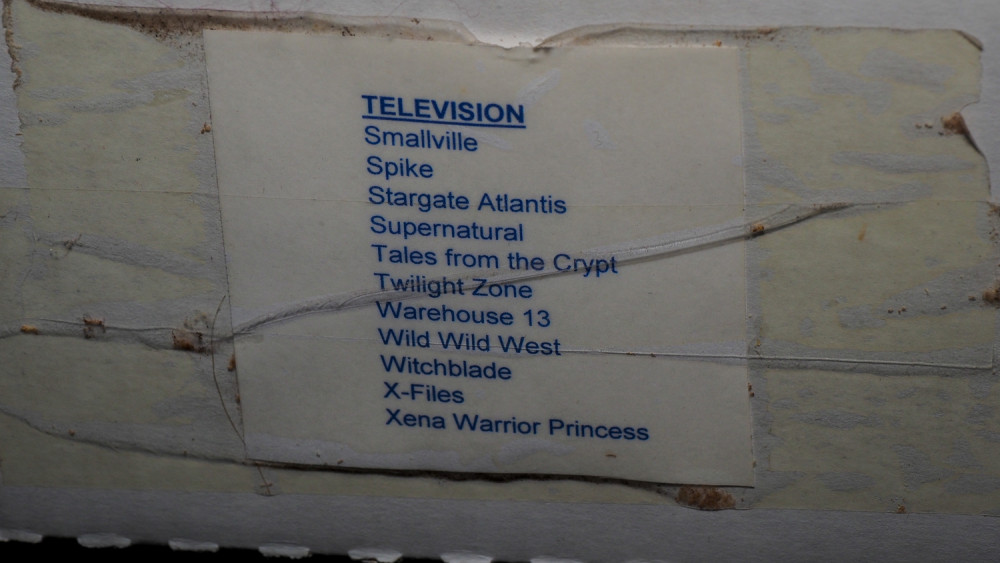 TELEVISION
Smallville
Spike
Stargate Atlantis
Supernatural
Tales from the Crypt
Twilight Zone
Warehouse 13
Wild Wild West
Witchblade
X-Files
Xena Warrior Princess